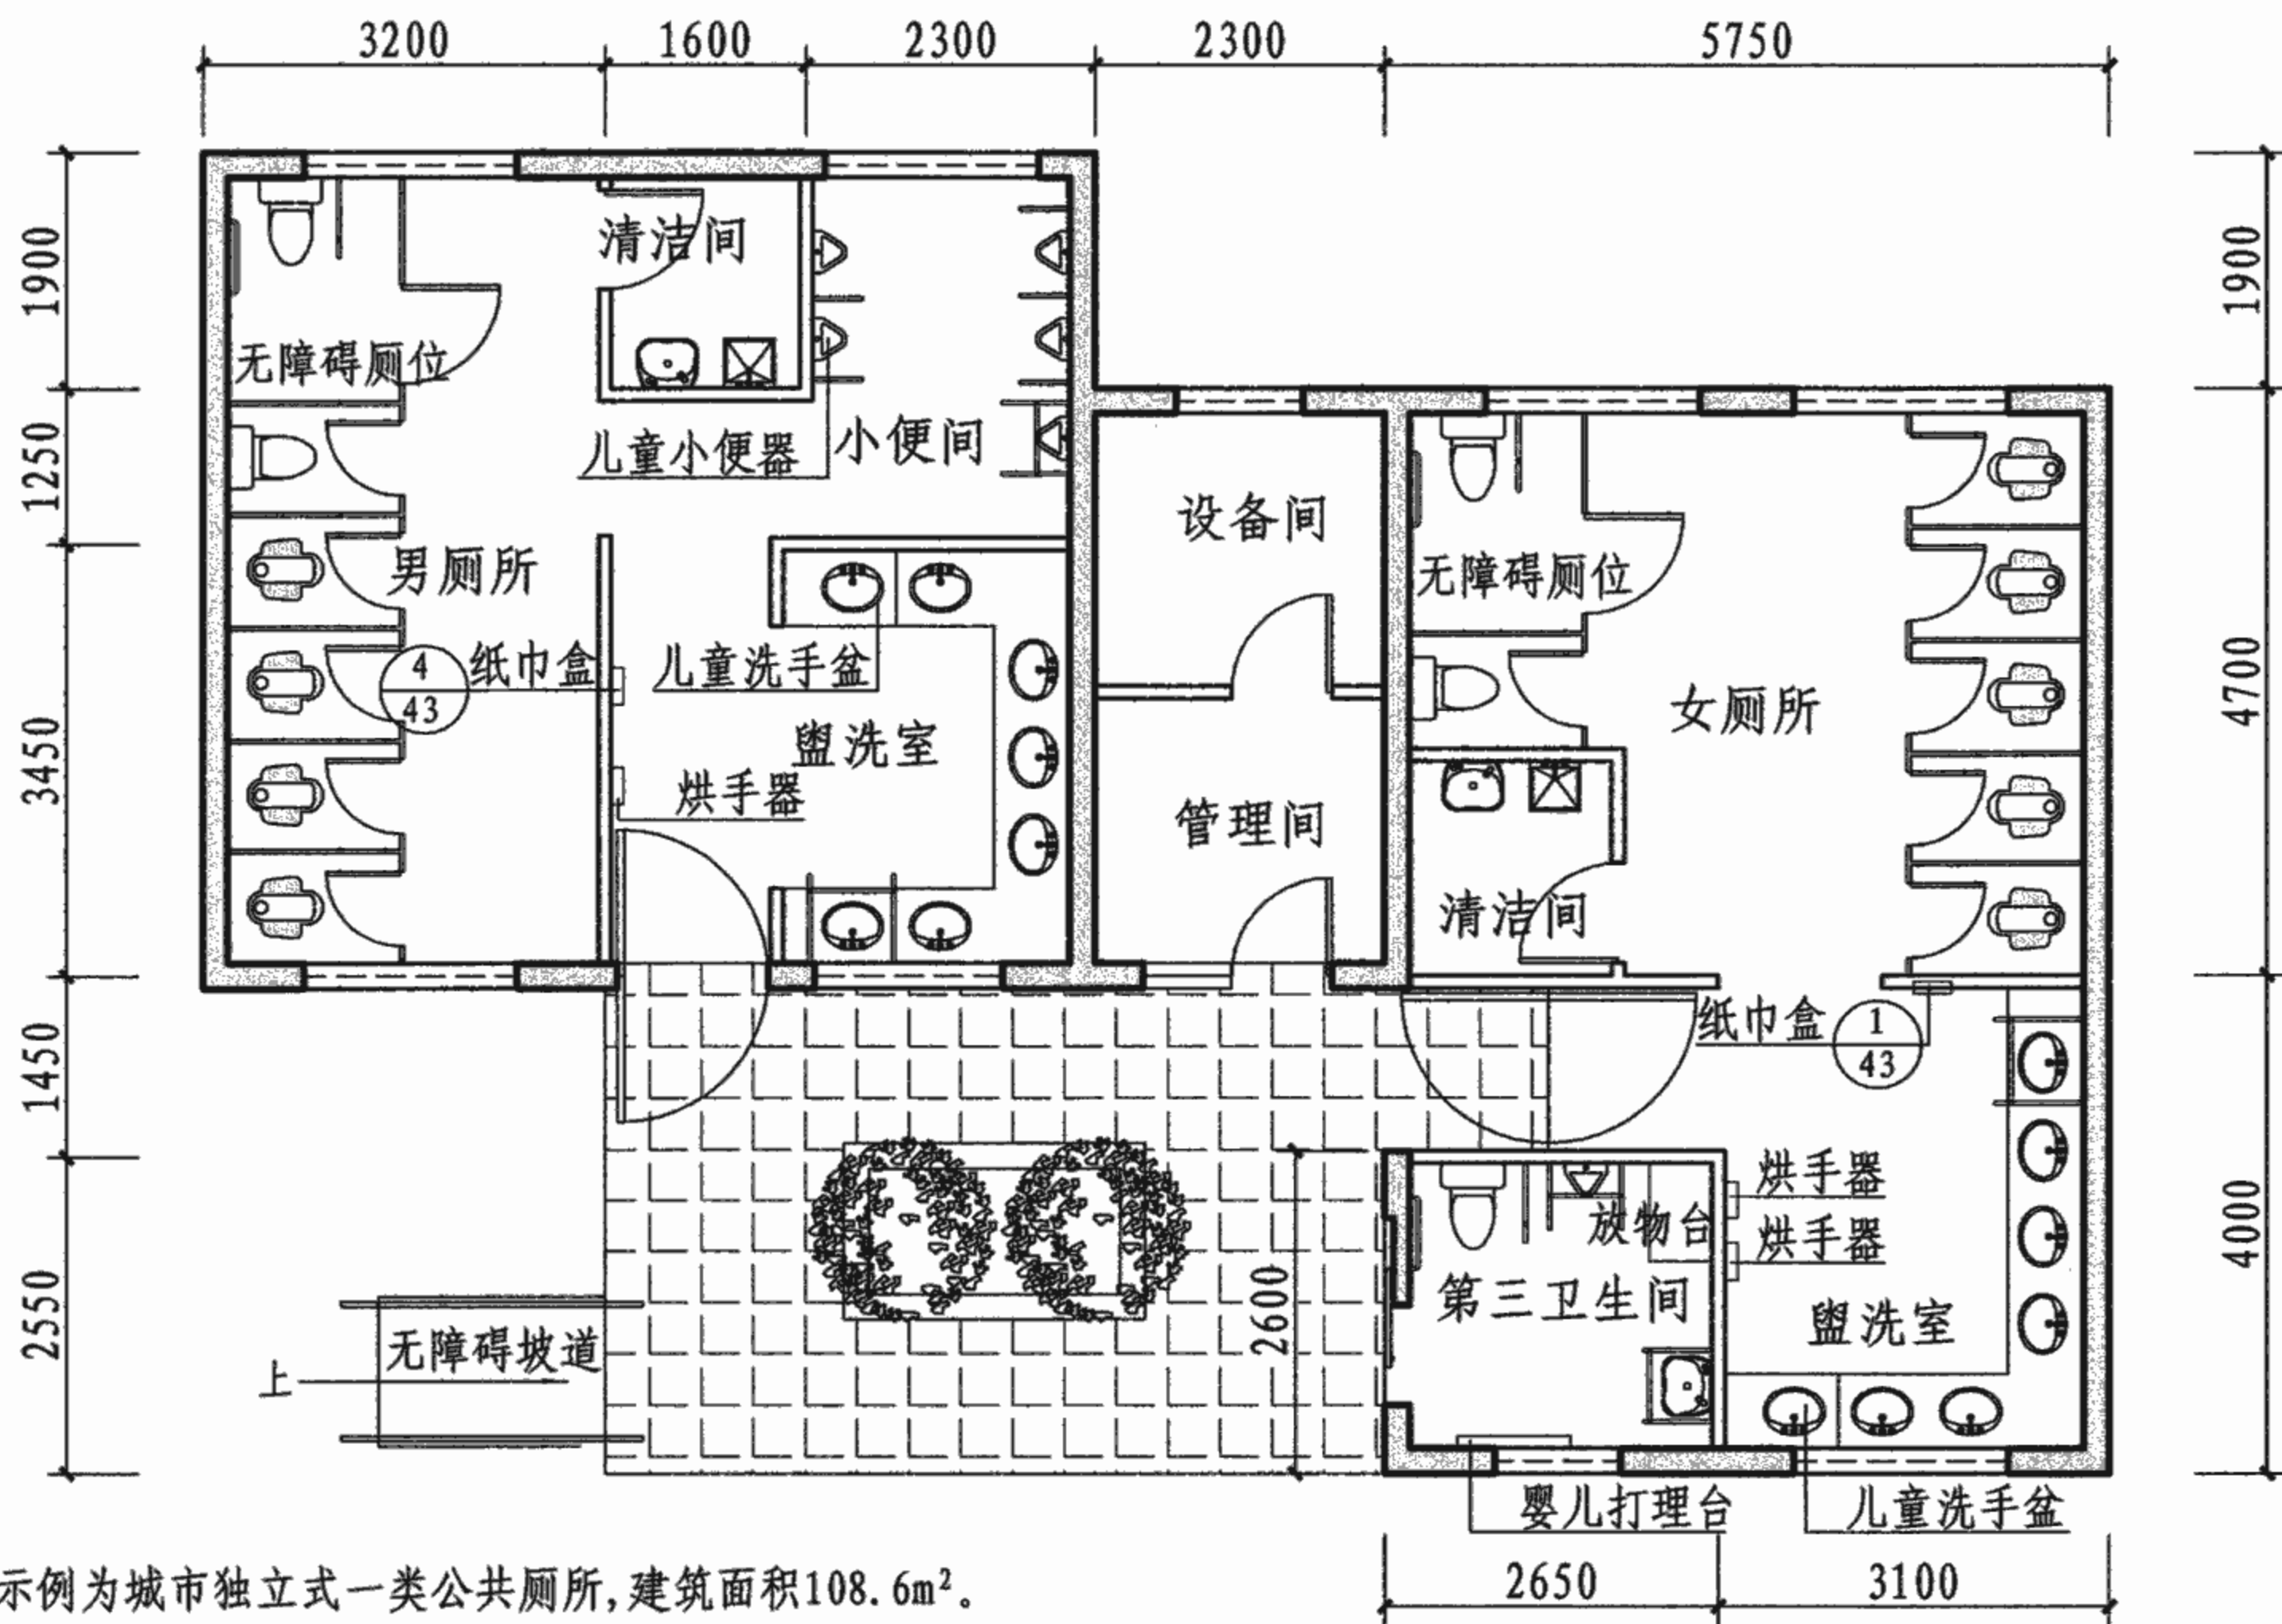 3200
1600
2300
2300
5750
1900
1250
3450
1450
2550
1900
4700
4000
清洁间
无障碍厕位
儿童小便器
小便间
男厕所
4
43
纸巾盒
儿童洗手盆
盥洗室
烘手器
设备间
管理间
无障碍厕位
女厕所
清洁间
纸巾盒
1
43
烘手器
烘手器
放物台
第三卫生间
盥洗室
2600
无障碍坡道
上
婴儿打理台
儿童洗手盆
2650
3100
示例为城市独立式一类公共厕所,建筑面积108.6m²。